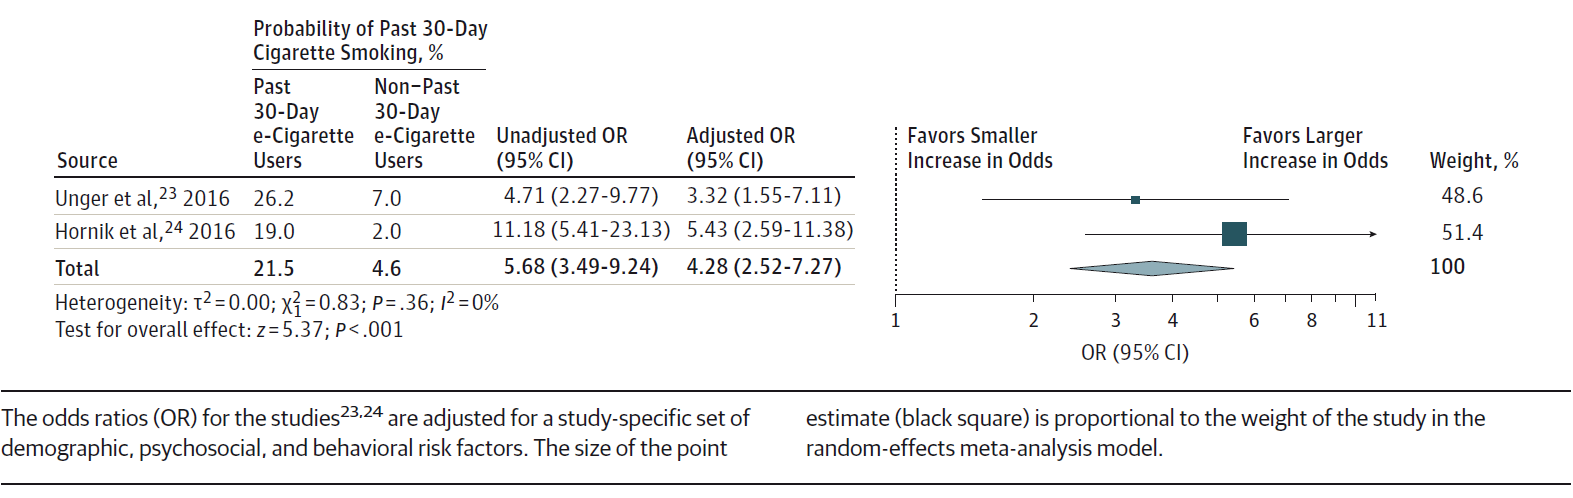 Probability of Past 30-Day
Cigarette Smoking, %
Past
30-Day
e-Cigarette
Users
Non−Past
30-Day
e-Cigarette
Users
Source
Unadjusted OR
(95% CI)
Adjusted OR
(95% CI)
Favors Smaller
Increase in Odds
Favors Larger
Increase in Odds
Weight, %
Unger et al,23 2016 26.2 7.0 4.71 (2.27-9.77) 3.32 (1.55-7.11) 48.6
Hornik et al,24 2016 19.0 2.0 11.18 (5.41-23.13) 5.43 (2.59-11.38) 51.4
Total 21.5 4.6 5.68 (3.49-9.24) 4.28 (2.52-7.27) 100
Heterogeneity: τ2 = 0.00; χ21 = 0.83; P = .36; I2 = 0%
Test for overall effect: z = 5.37; P < .001
1 2 3 4 6 8 11
OR (95% CI)
The odds ratios (OR) for the studies23,24 are adjusted for a study-specific set of
demographic, psychosocial, and behavioral risk factors. The size of the point
estimate (black square) is proportional to the weight of the study in the
random-effects meta-analysis model.